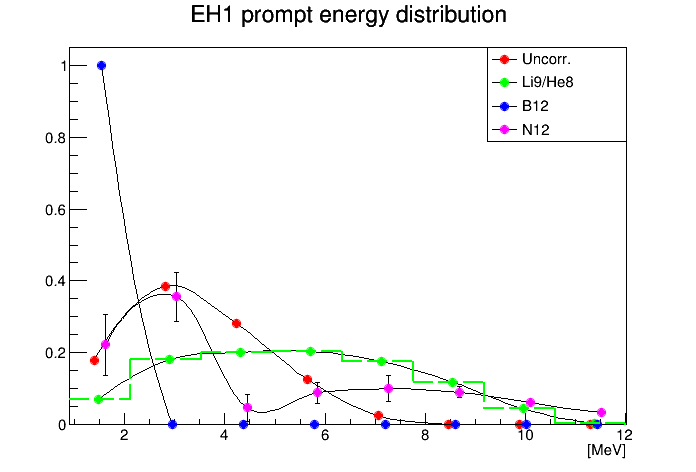 EH1 prompt energy distribution
1
0.8
0.6
0.4
0.2
0
Uncorr.
Li9/He8
B12
N12
2 4 6 8 10 12
[MeV]